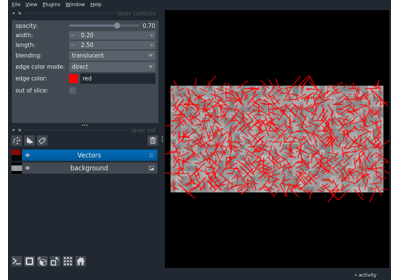 File View Plugins Window Help
layer controls
opacity: 0.70
width: 0.20
length: 2.50
blending: translucent
edge color mode: direct
edge color: red
out of slice:
layer list
Vectors
background
activity